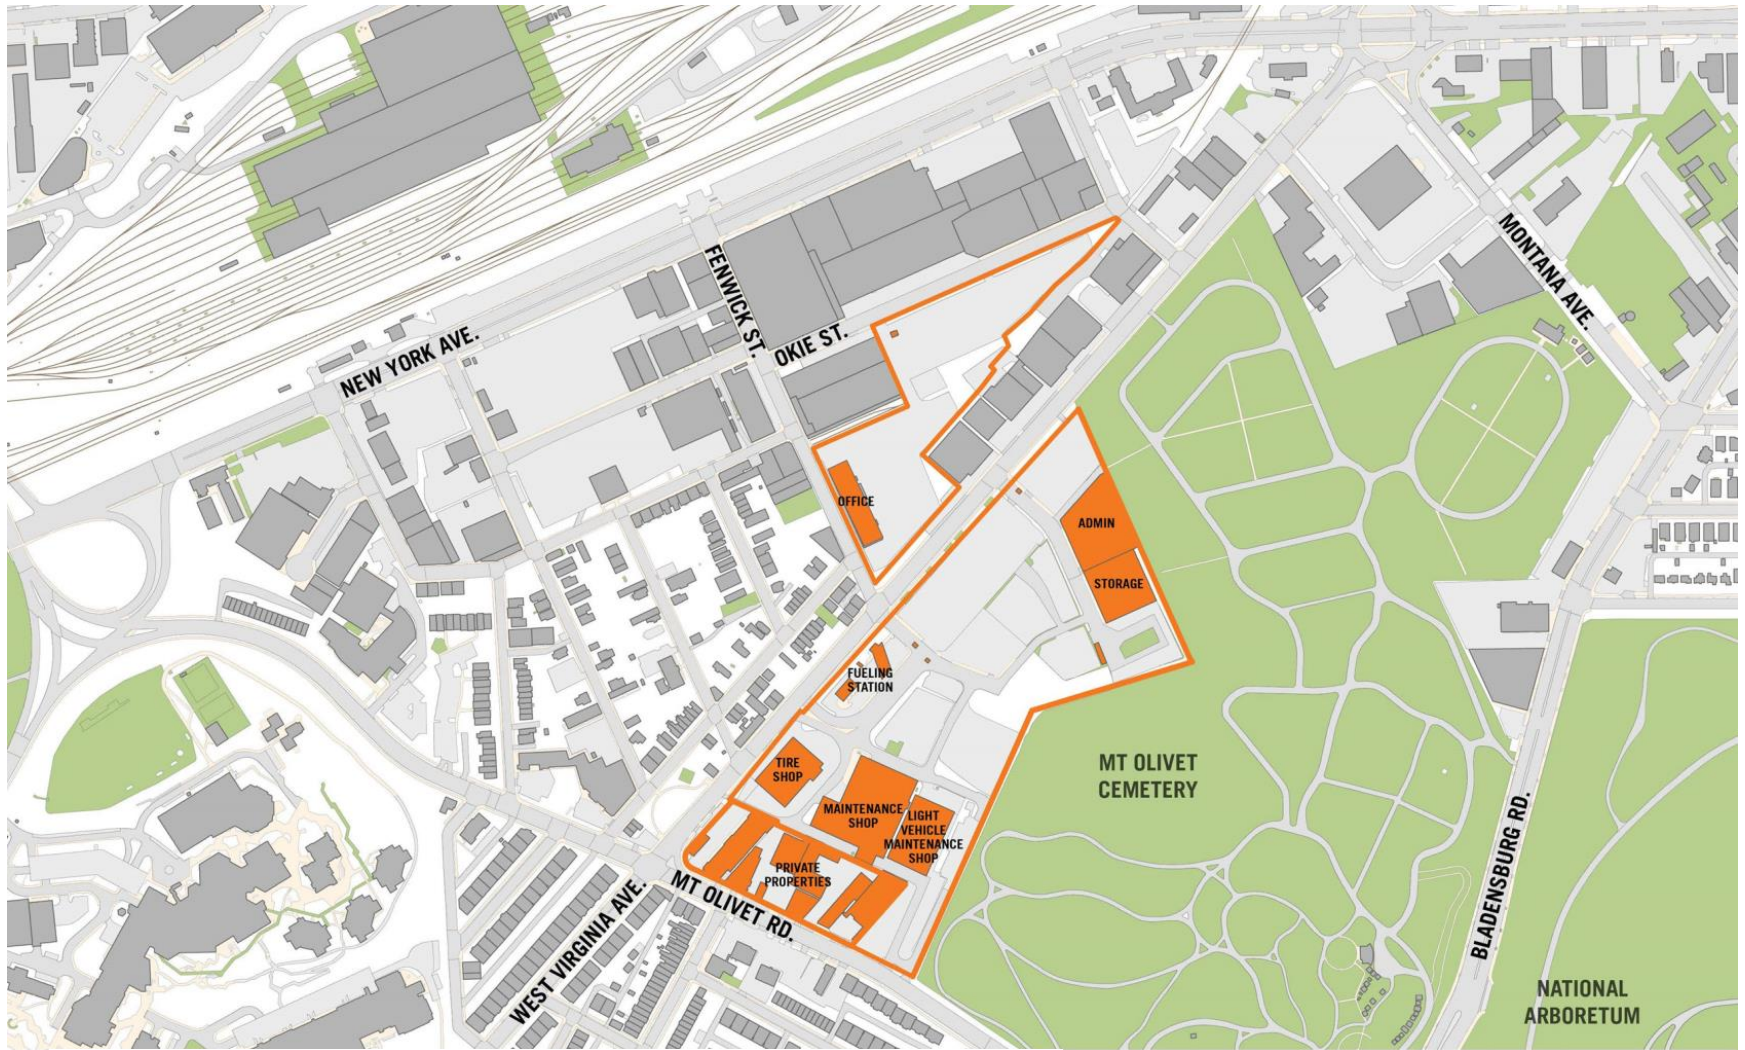 MONTANA AVE.
FENWICK ST.
NEW YORK AVE.
OKIE ST.
OFFICE
ADMIN
STORAGE
FUELING
STATION
TIRE
SHOP
MAINTENANCE
SHOP
LIGHT
VEHICLE
MAINTENANCE
SHOP
PRIVATE
PROPERTIES
MT OLIVET
CEMETERY
MT OLIVET RD.
WEST VIRGINIA AVE.
BLADENSBURG RD.
NATIONAL
ARBORETUM